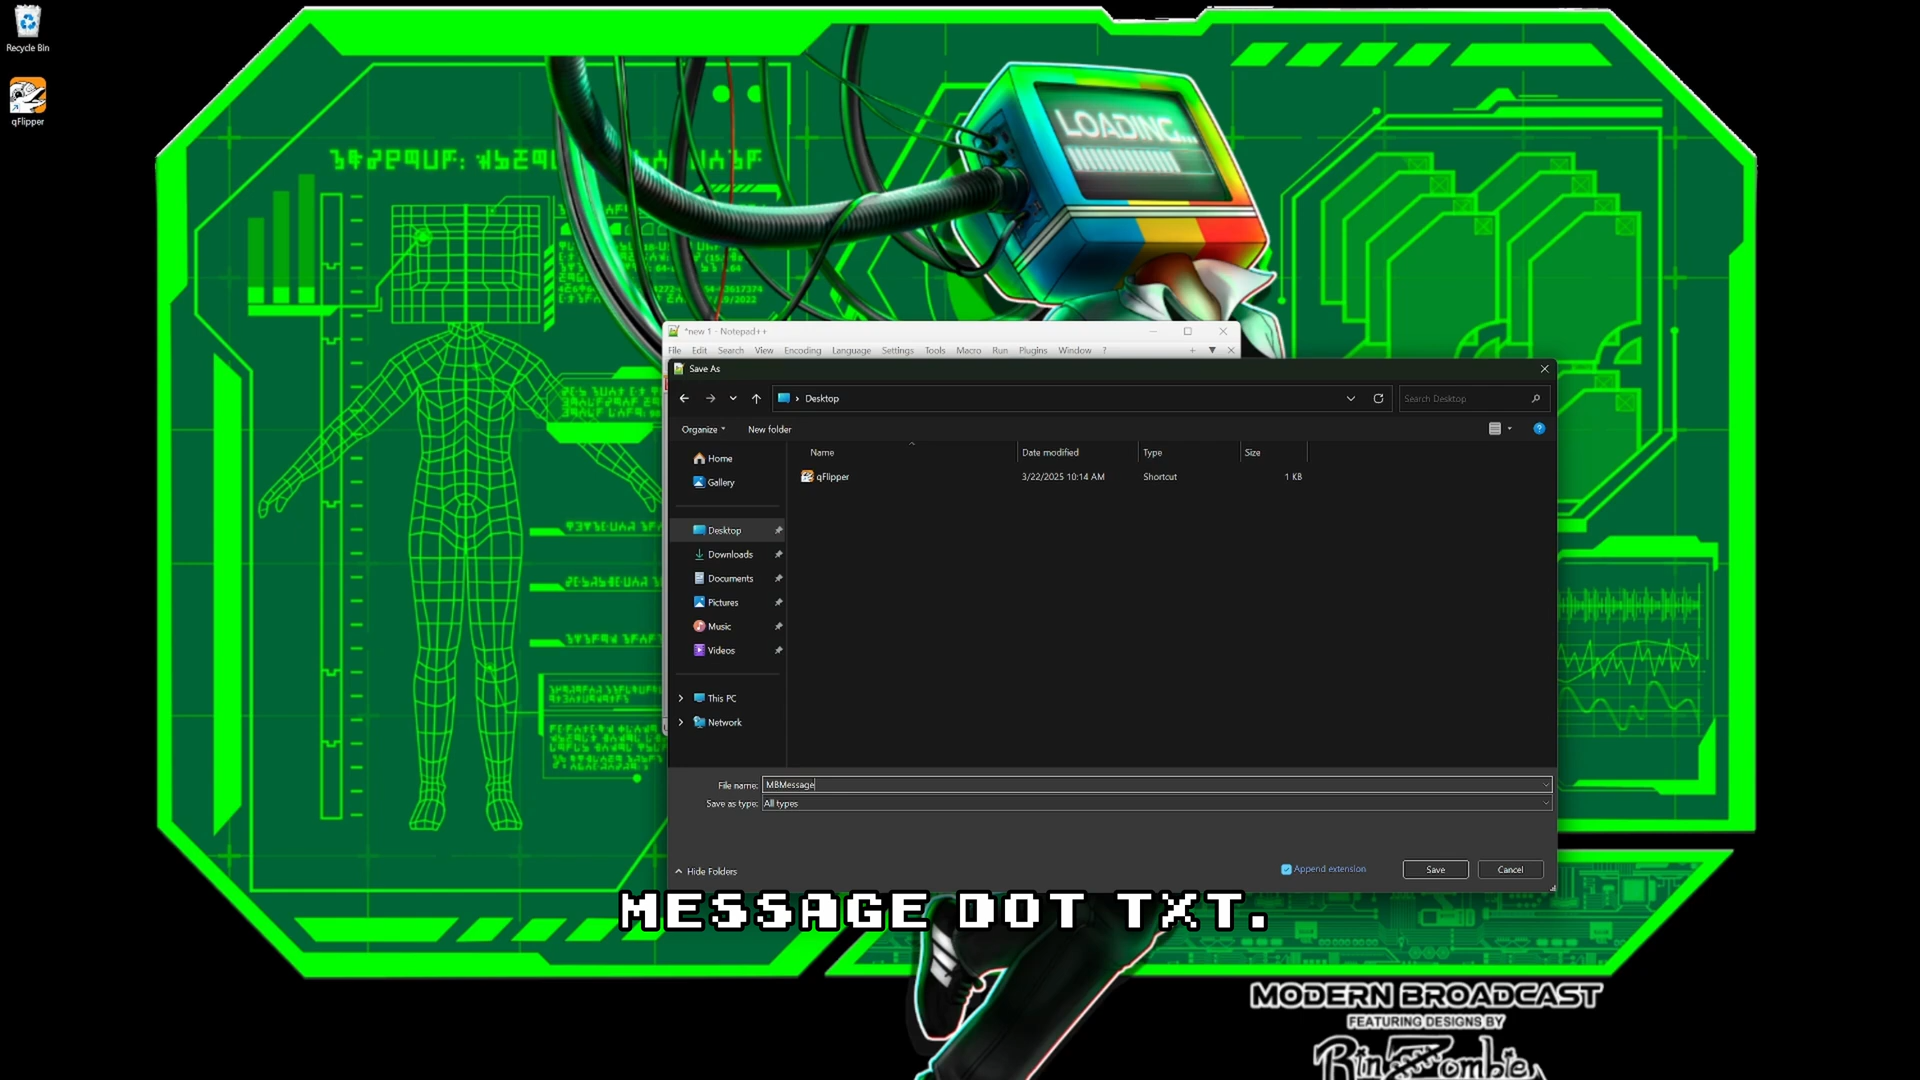 Recycle Bin
qFlipper
LOADING...
*new 1 - Notepad++
File Edit Search View Encoding Language Settings Tools Macro Run Plugins Window ?
Save As
Desktop
Search Desktop
Organize
New folder
Name Date modified Type Size
qFlipper 3/22/2025 10:14 AM Shortcut 1 KB
Home
Gallery
Desktop
Downloads
Documents
Pictures
Music
Videos
This PC
Network
File name: MBMessage
Save as type: All types
Hide Folders
Append extension
Save
Cancel
MESSAGE DOT TXT.
MODERN BROADCAST
FEATURING DESIGNS BY
RinZombie